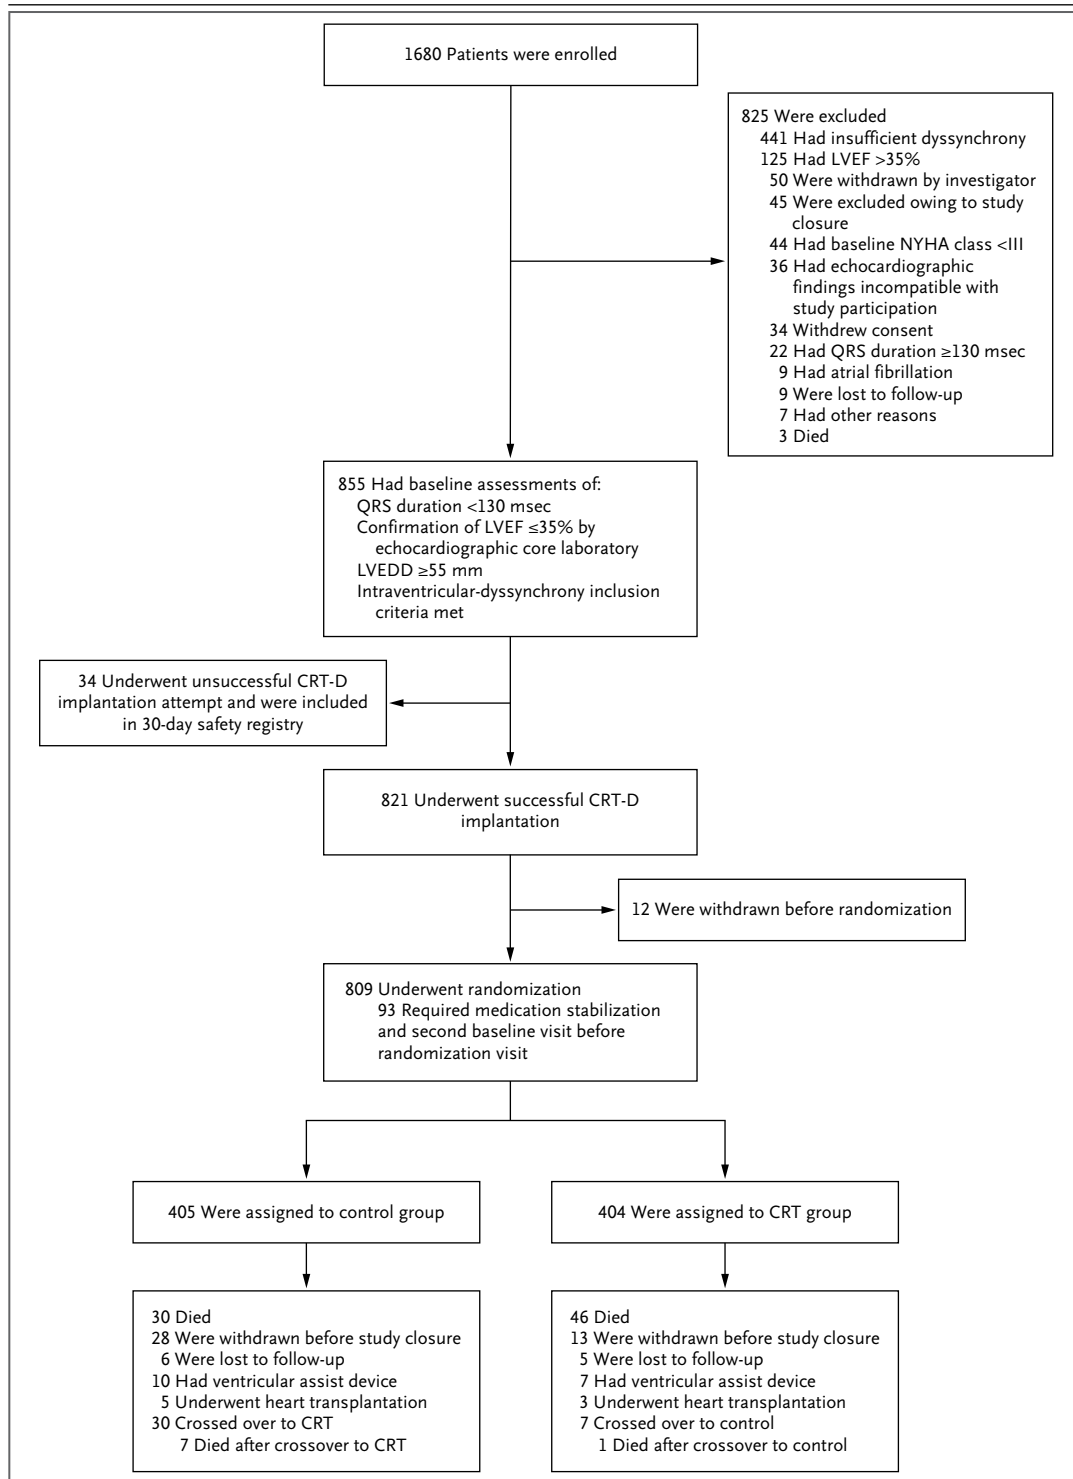 1680 Patients were enrolled
825 Were excluded
441 Had insufficient dyssynchrony
125 Had LVEF >35%
50 Were withdrawn by investigator
45 Were excluded owing to study
closure
44 Had baseline NYHA class <III
36 Had echocardiographic
findings incompatible with
study participation
34 Withdrew consent
22 Had QRS duration ≥130 msec
9 Had atrial fibrillation
9 Were lost to follow-up
7 Had other reasons
3 Died
855 Had baseline assessments of:
QRS duration <130 msec
Confirmation of LVEF ≤35% by
echocardiographic core laboratory
LVEDD ≥55 mm
Intraventricular-dyssynchrony inclusion
criteria met
34 Underwent unsuccessful CRT-D
implantation attempt and were included
in 30-day safety registry
821 Underwent successful CRT-D
implantation
12 Were withdrawn before randomization
809 Underwent randomization
93 Required medication stabilization
and second baseline visit before
randomization visit
405 Were assigned to control group
404 Were assigned to CRT group
30 Died
28 Were withdrawn before study closure
6 Were lost to follow-up
10 Had ventricular assist device
5 Underwent heart transplantation
30 Crossed over to CRT
7 Died after crossover to CRT
46 Died
13 Were withdrawn before study closure
5 Were lost to follow-up
7 Had ventricular assist device
3 Underwent heart transplantation
7 Crossed over to control
1 Died after crossover to control